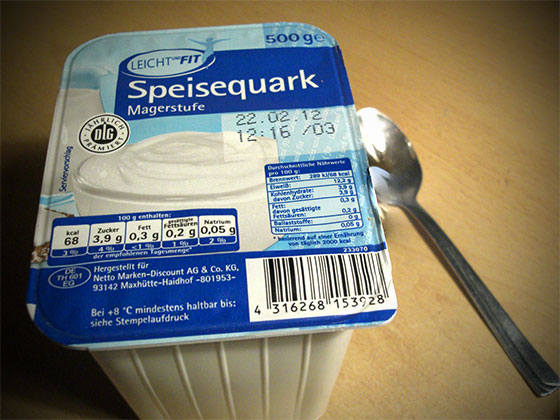 500 ge
LEICHT UND FIT
Speisequark
Magerstufe
22.02.12
12:16 /03
JÄHRLICH
DLG
PRÄMIERT
Serviervorschlag
Durchschnittliche Nährwerte
pro 100 g:
Brennwert: 289 kJ/68 kcal
Eiweiß: 12,3 g
Kohlenhydrate: 3,9 g
davon Zucker: 3,9 g
Fett: 0,3 g
davon gesättigte
Fettsäuren: 0,2 g
Ballaststoffe: 0 g
Natrium: 0,05 g
*basierend auf einer Ernährung
von täglich 2000 kcal.
233070
100 g enthalten:
kcal
68
3%
Zucker
3,9 g
4%
Fett
0,3 g
<1%
gesättigte
Fettsäuren
0,2 g
1%
Natrium
0,05 g
2%
der empfohlenen Tagesmenge*
DE
TH 601
EG
Hergestellt für
Netto Marken-Discount AG & Co. KG,
93142 Maxhütte-Haidhof -801953-
Bei +8 °C mindestens haltbar bis:
siehe Stempelaufdruck
4 316268 153928